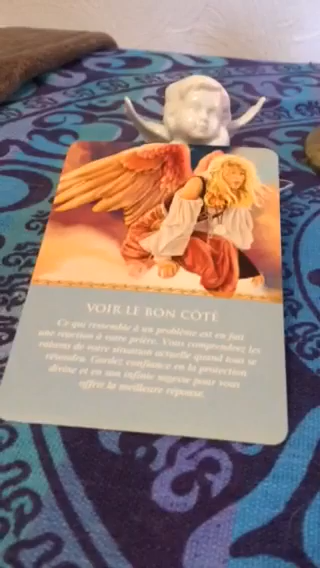 VOIR LE BON CÔTÉ
Ce qui ressemble à un problème est en fait
une réaction à votre prière. Vous comprendrez les
raisons de votre situation actuelle quand tout se
résoudra. Gardez confiance en la protection
divine et en son infinie sagesse pour vous
offrir la meilleure réponse.